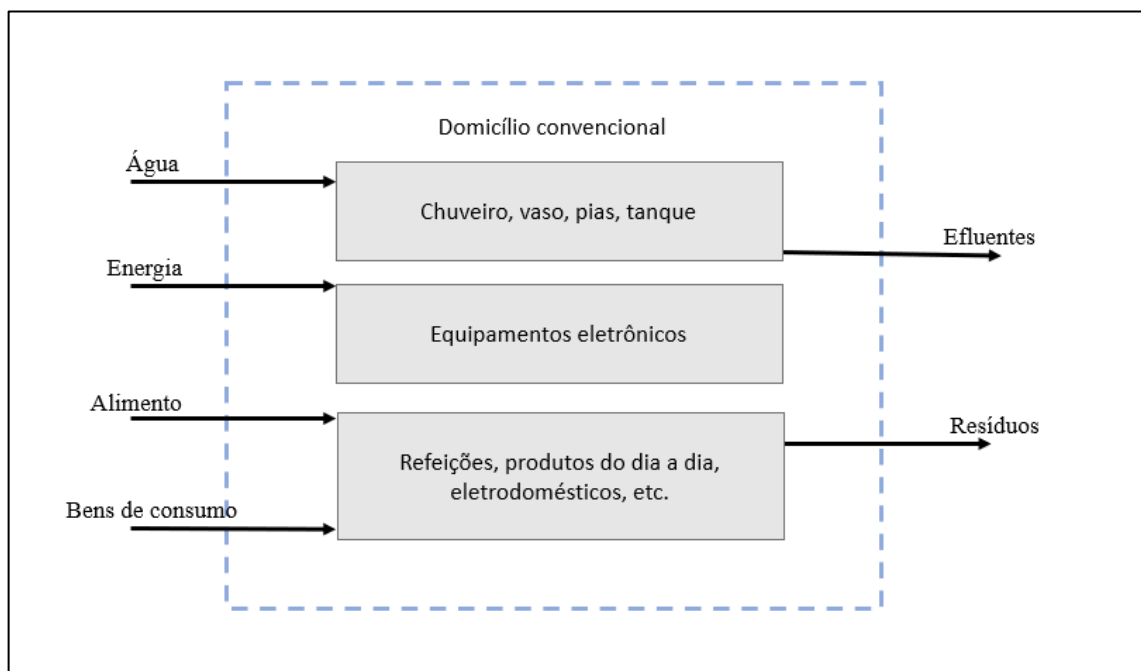 Domicílio convencional
Água
Chuveiro, vaso, pias, tanque
Efluentes
Energia
Equipamentos eletrônicos
Alimento
Resíduos
Refeições, produtos do dia a dia,
eletrodomésticos, etc.
Bens de consumo